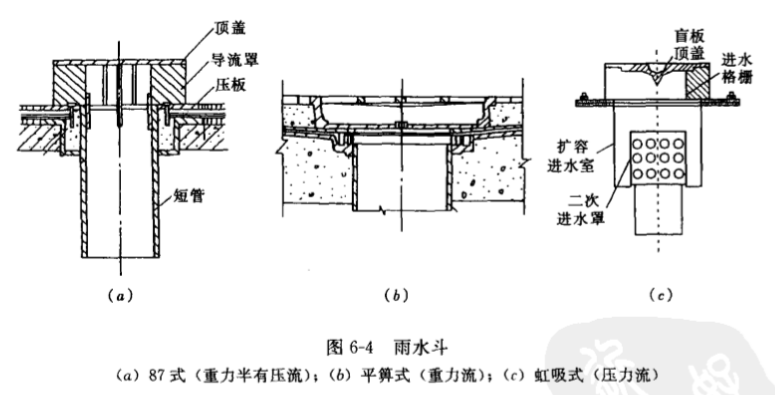 顶盖
导流罩
压板
短管
盲板
顶盖
进水
格栅
扩容
进水室
二次
进水罩
(a)
(b)
(c)
图 6-4 雨水斗
(a) 87 式 (重力半有压流); (b) 平箅式 (重力流); (c) 虹吸式 (压力流)